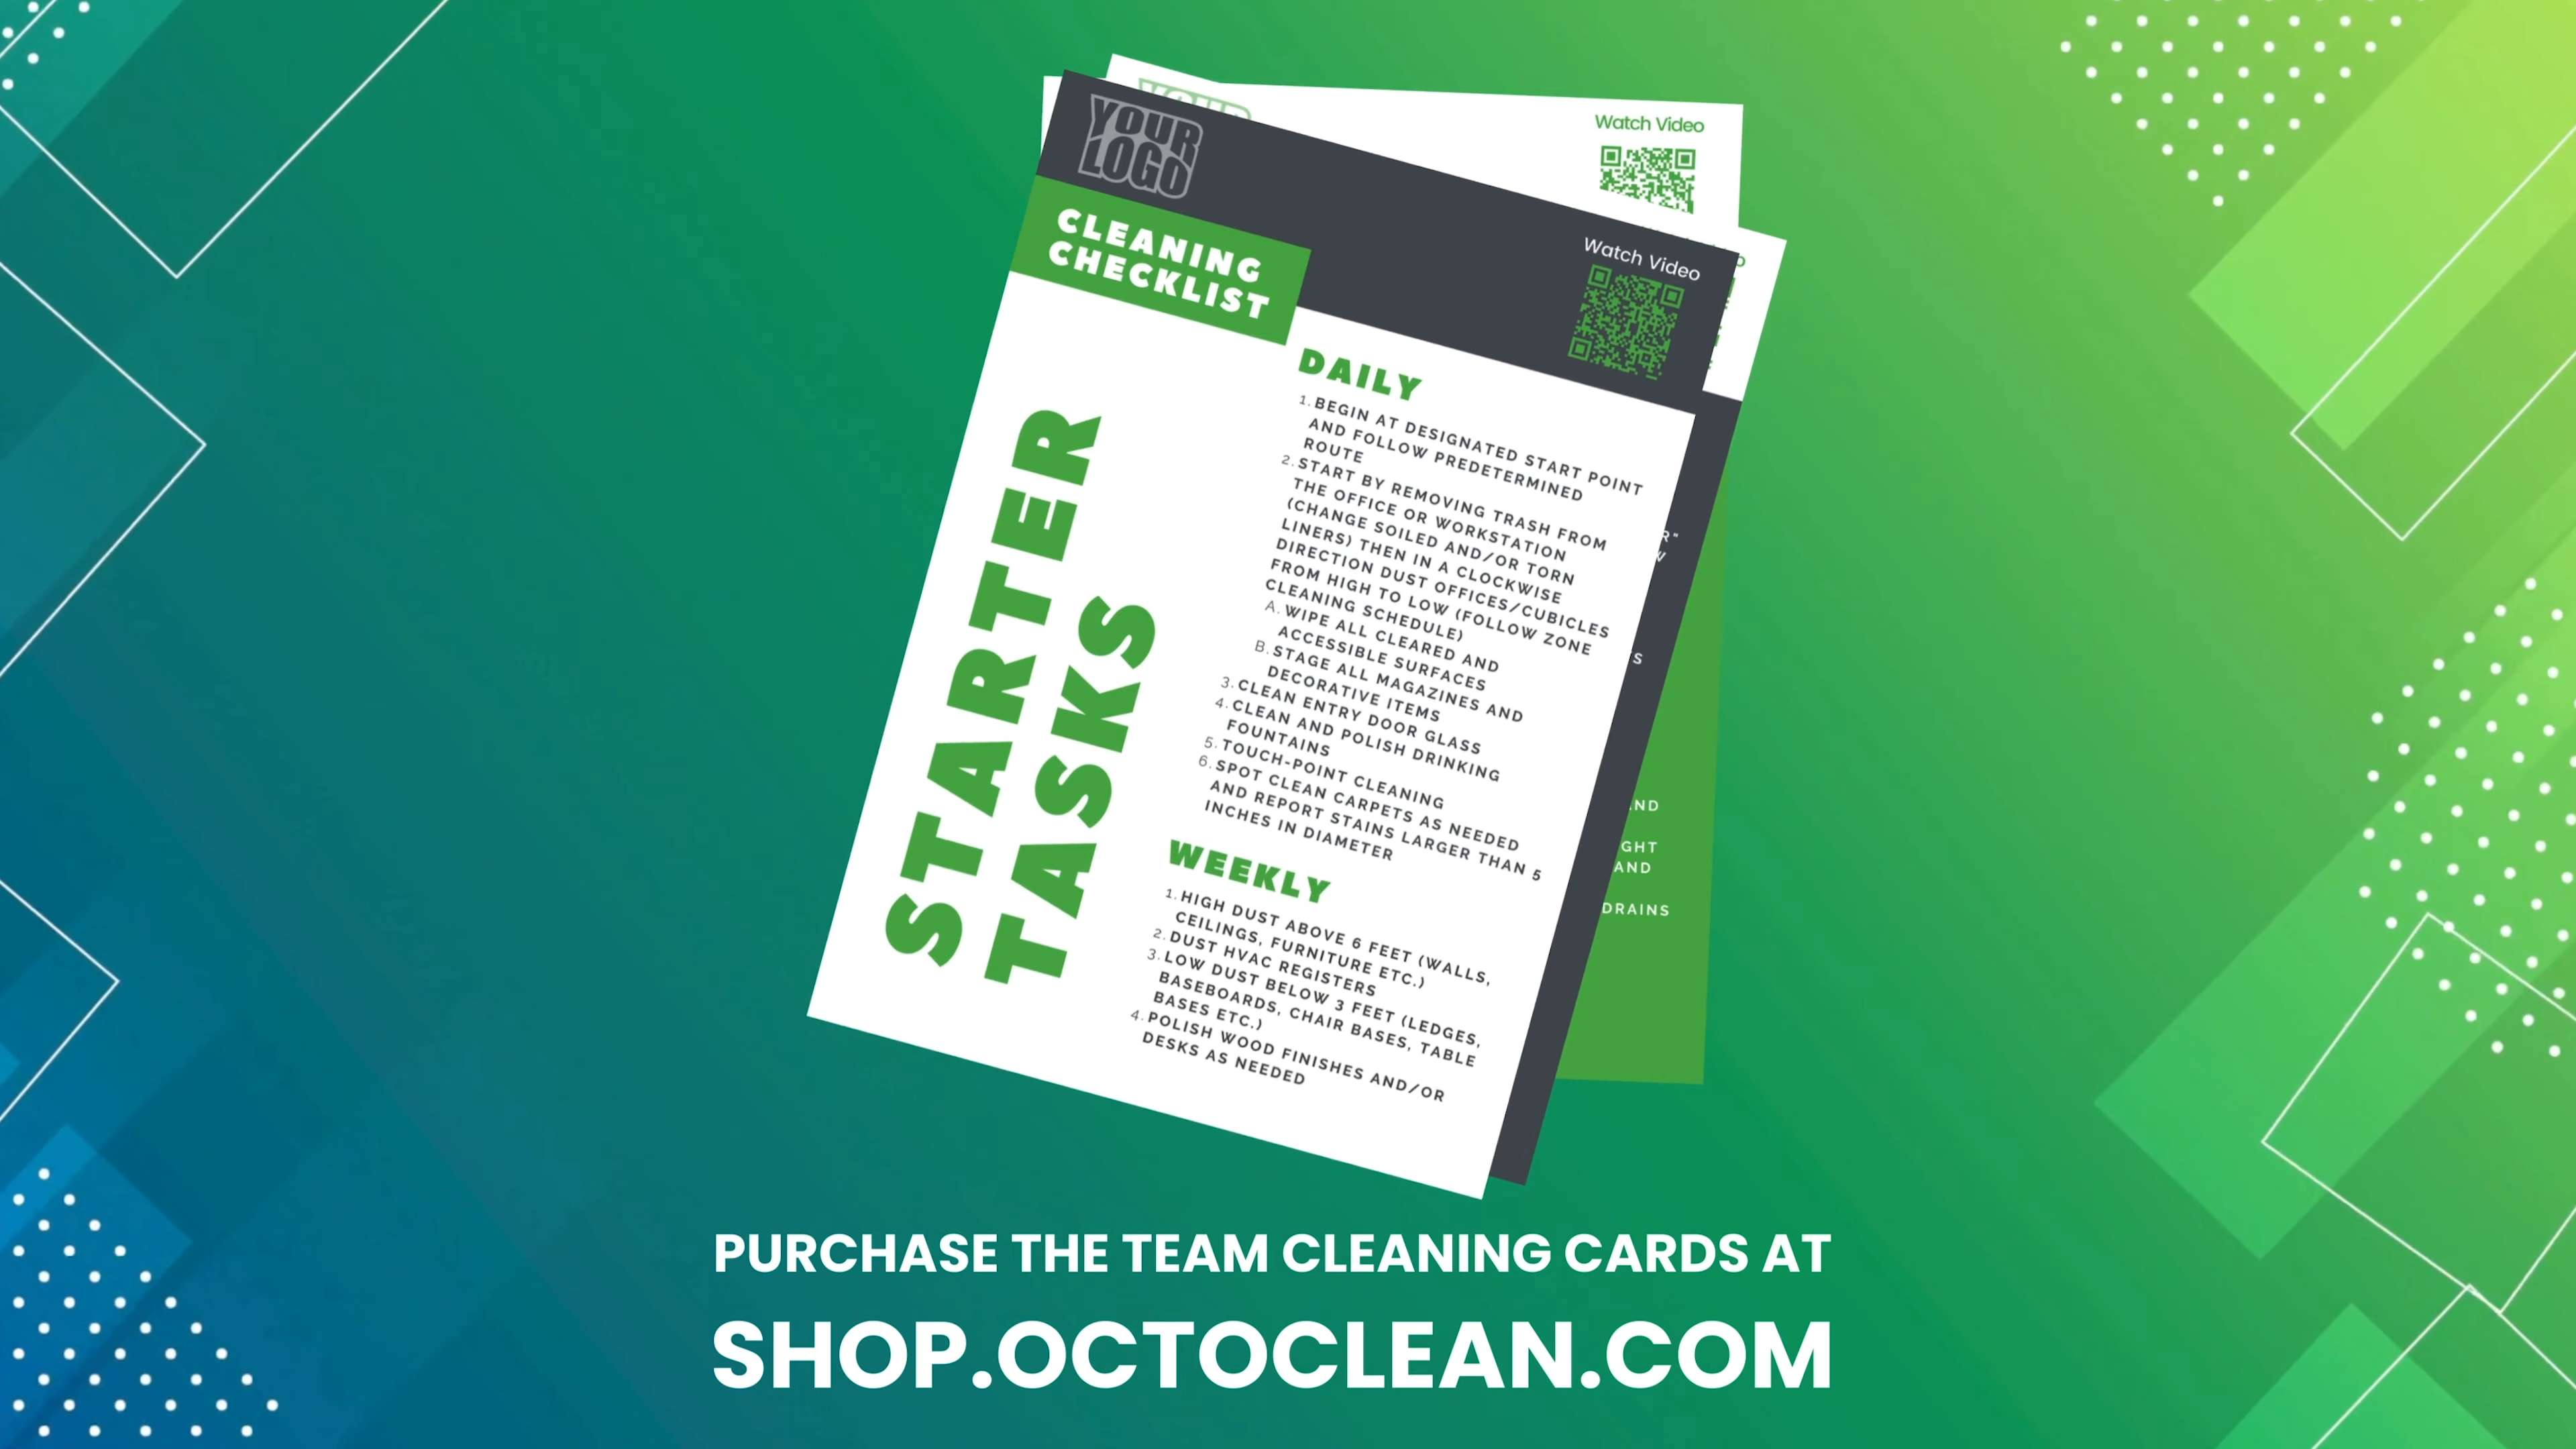 YOUR
Watch Video
YOUR
LOGO
Watch Video
CLEANING
CHECKLIST
STARTER
TASKS
DAILY
1. BEGIN AT DESIGNATED START POINT
AND FOLLOW PREDETERMINED
ROUTE
2. START BY REMOVING TRASH FROM
THE OFFICE OR WORKSTATION
(CHANGE SOILED AND/OR TORN
LINERS) THEN IN A CLOCKWISE
DIRECTION DUST OFFICES/CUBICLES
FROM HIGH TO LOW (FOLLOW ZONE
CLEANING SCHEDULE)
A. WIPE ALL CLEARED AND
ACCESSIBLE SURFACES
B. STAGE ALL MAGAZINES AND
DECORATIVE ITEMS
3. CLEAN ENTRY DOOR GLASS
4. CLEAN AND POLISH DRINKING
FOUNTAINS
5. TOUCH-POINT CLEANING
6. SPOT CLEAN CARPETS AS NEEDED
AND REPORT STAINS LARGER THAN 5
INCHES IN DIAMETER
WEEKLY
1. HIGH DUST ABOVE 6 FEET (WALLS,
CEILINGS, FURNITURE ETC.)
2. DUST HVAC REGISTERS
3. LOW DUST BELOW 3 FEET (LEDGES,
BASEBOARDS, CHAIR BASES, TABLE
BASES ETC.)
4. POLISH WOOD FINISHES AND/OR
DESKS AS NEEDED
AND
DRAINS
PURCHASE THE TEAM CLEANING CARDS AT
SHOP.OCTOCLEAN.COM